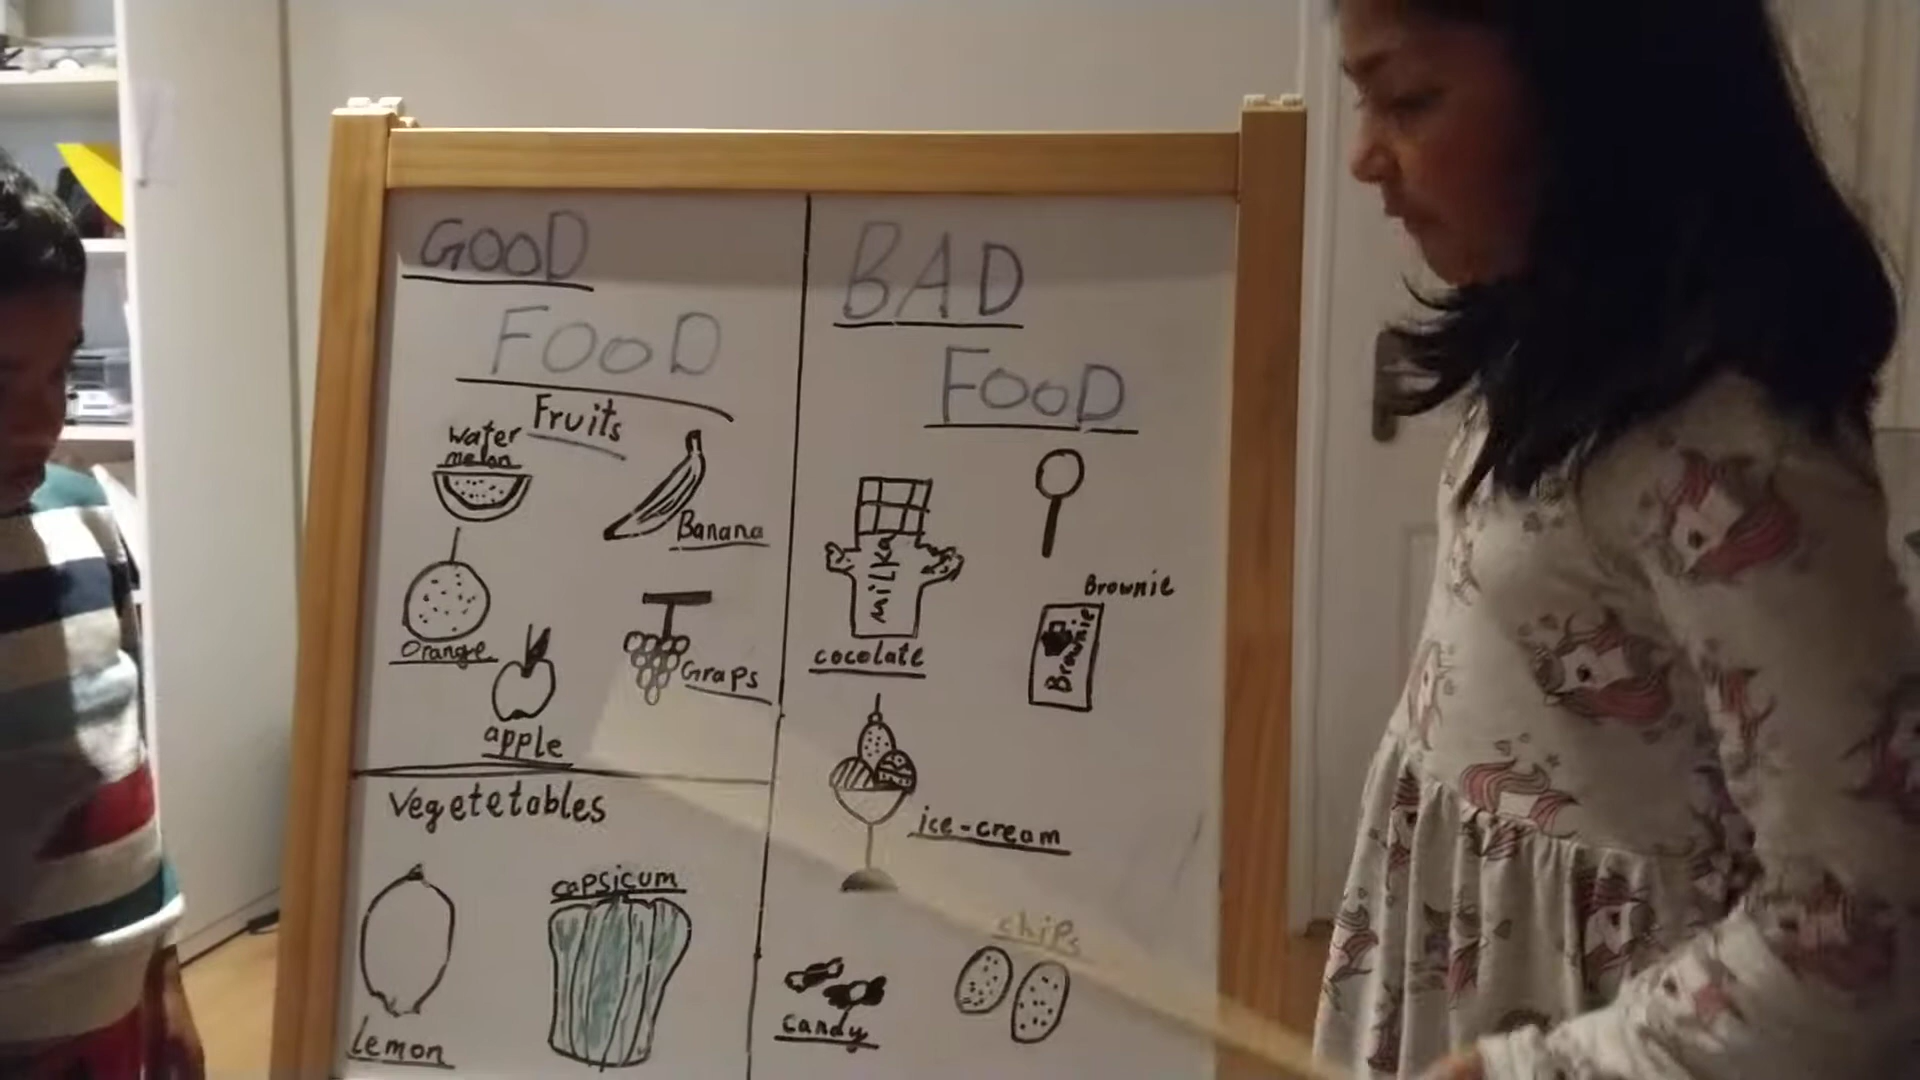 GOOD
FOOD
Fruits
Water
melon
Banana
Orange
Graps
apple
Vegetetables
capsicum
Lemon
BAD
FOOD
MILKA
cocolate
Brownie
Brownie
ice-cream
chips
candy